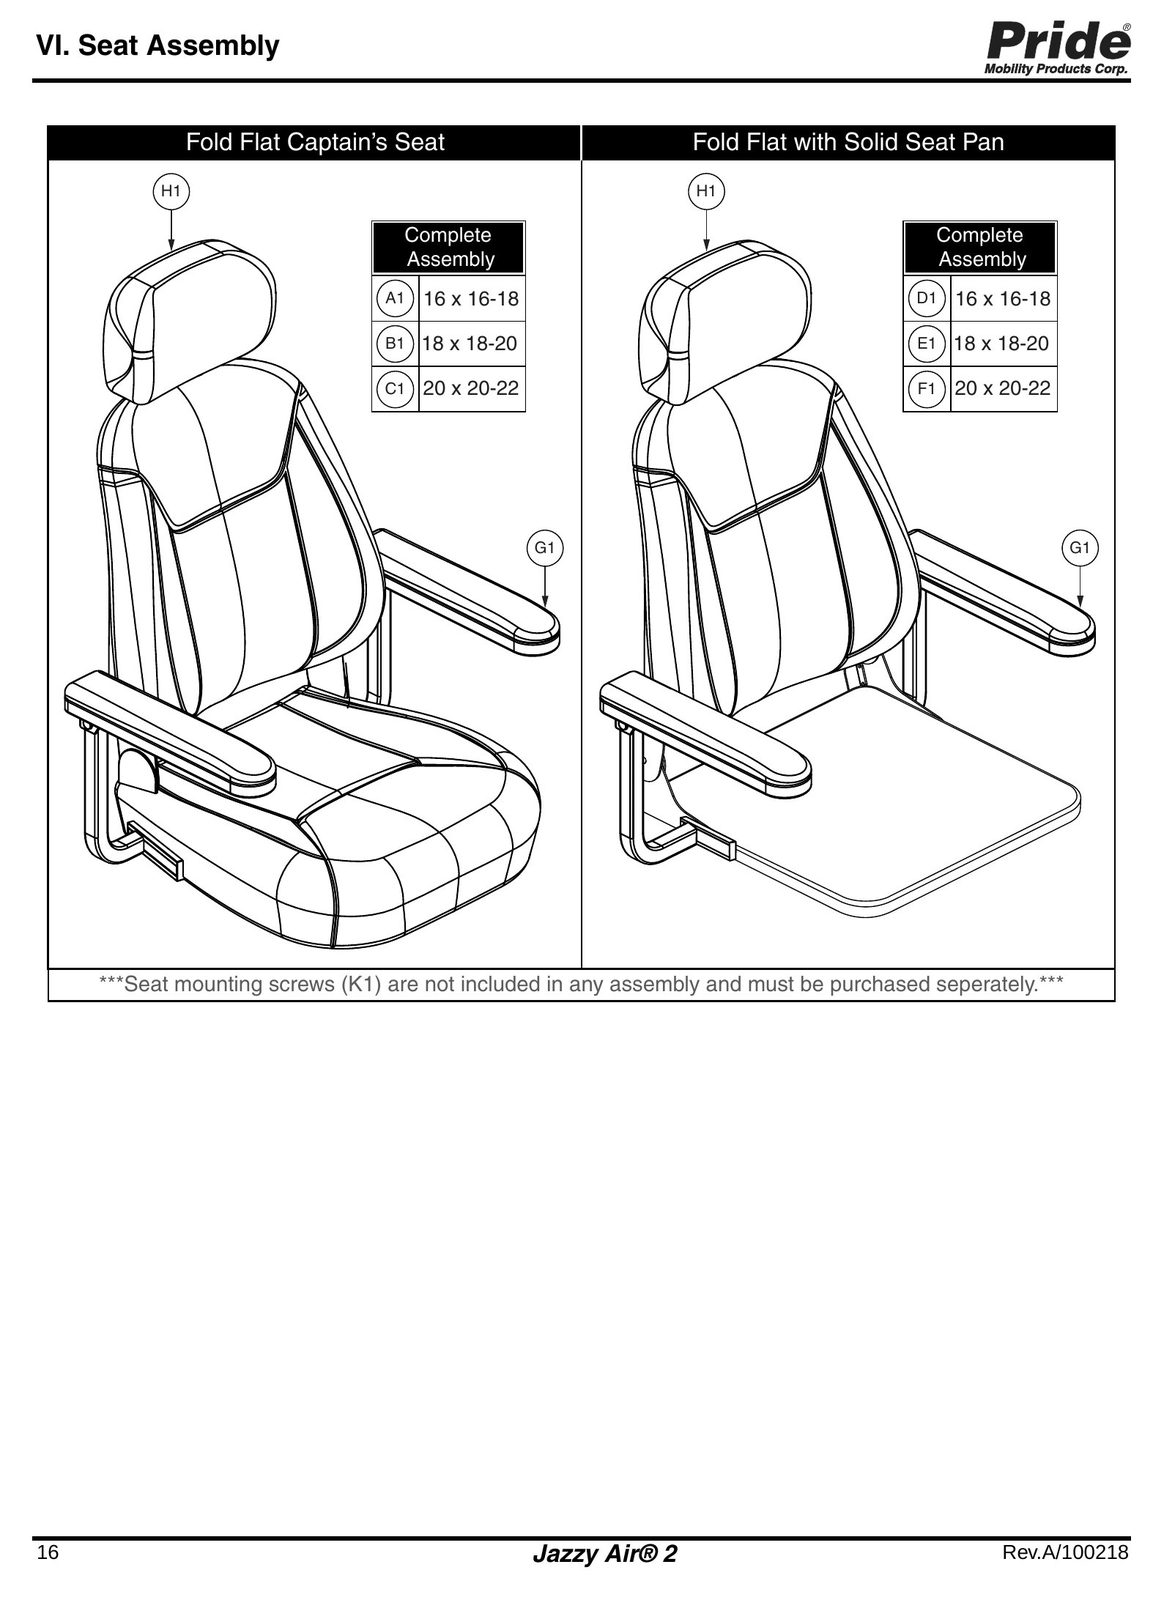 VI. Seat Assembly
Pride®
Mobility Products Corp.
Fold Flat Captain’s Seat
H1
Complete
Assembly
A1 16 x 16-18
B1 18 x 18-20
C1 20 x 20-22
G1
Fold Flat with Solid Seat Pan
H1
Complete
Assembly
D1 16 x 16-18
E1 18 x 18-20
F1 20 x 20-22
G1
***Seat mounting screws (K1) are not included in any assembly and must be purchased seperately.***
16
Jazzy Air® 2
Rev.A/100218